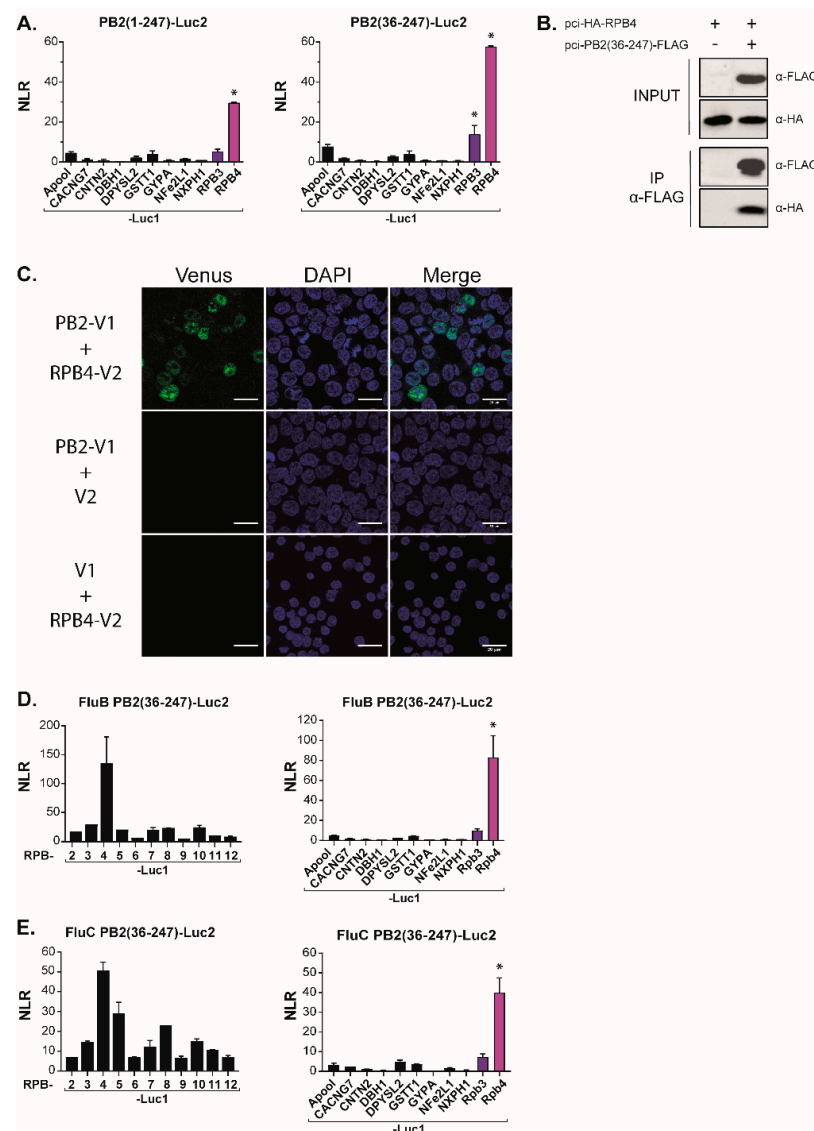 A.
PB2(1-247)-Luc2
NLR
60
40
20
0
Apool
CACNG7
CNTN2
DBH1
DPYSL2
GSTT1
GYPA
NFe2L1
NXPH1
RPB3
RPB4
*
-Luc1
PB2(36-247)-Luc2
NLR
60
40
20
0
Apool
CACNG7
CNTN2
DBH1
DPYSL2
GSTT1
GYPA
NFe2L1
NXPH1
RPB3
RPB4
*
*
-Luc1
B.
pci-HA-RPB4 + +
pci-PB2(36-247)-FLAG - +
INPUT
α-FLAG
α-HA
IP
α-FLAG
α-FLAG
α-HA
C.
Venus DAPI Merge
PB2-V1
+
RPB4-V2
PB2-V1
+
V2
V1
+
RPB4-V2
20 µm
D.
FluB PB2(36-247)-Luc2
NLR
200
150
100
50
0
RPB- 2 3 4 5 6 7 8 9 10 11 12
-Luc1
FluB PB2(36-247)-Luc2
NLR
120
100
80
60
40
20
0
Apool
CACNG7
CNTN2
DBH1
DPYSL2
GSTT1
GYPA
NFe2L1
NXPH1
Rpb3
Rpb4
*
-Luc1
E.
FluC PB2(36-247)-Luc2
NLR
60
50
40
30
20
10
0
RPB- 2 3 4 5 6 7 8 9 10 11 12
-Luc1
FluC PB2(36-247)-Luc2
NLR
60
50
40
30
20
10
0
Apool
CACNG7
CNTN2
DBH1
DPYSL2
GSTT1
GYPA
NFe2L1
NXPH1
Rpb3
Rpb4
*
-Luc1